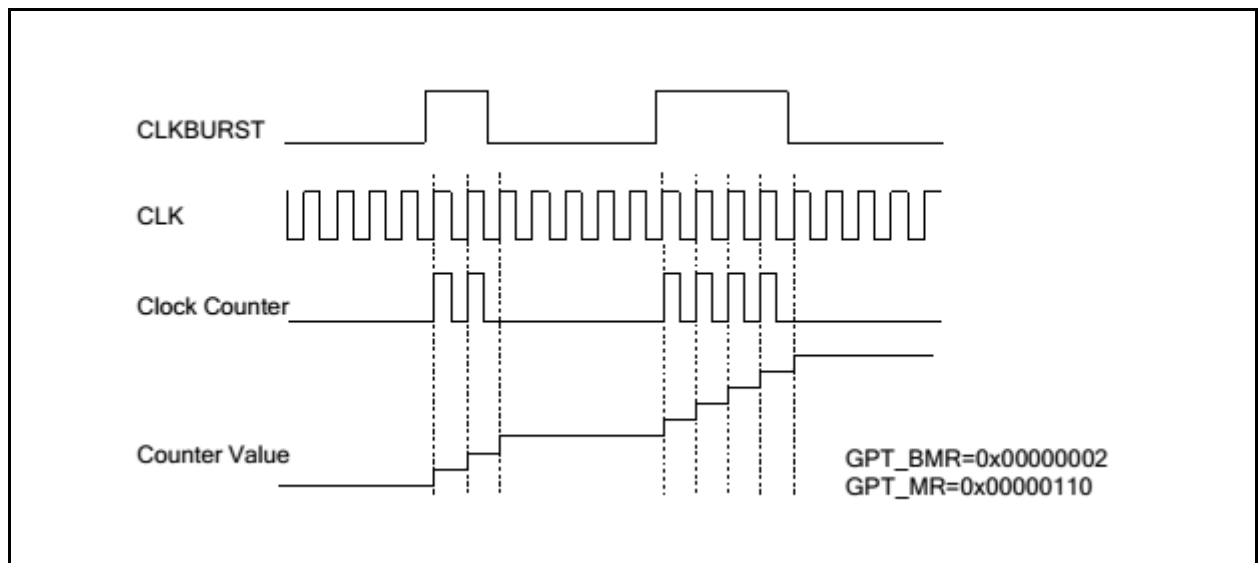 CLKBURST
CLK
Clock Counter
Counter Value
GPT_BMR=0x00000002
GPT_MR=0x00000110